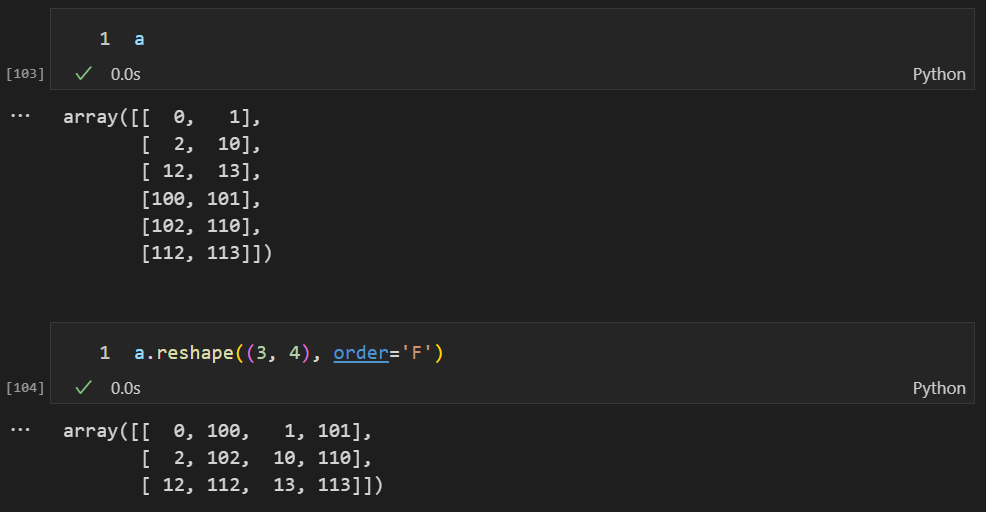 1 a
[103] ✓ 0.0s Python
... array([[  0,   1],
       [  2,  10],
       [ 12,  13],
       [100, 101],
       [102, 110],
       [112, 113]])
1 a.reshape((3, 4), order='F')
[104] ✓ 0.0s Python
... array([[  0, 100,   1, 101],
       [  2, 102,  10, 110],
       [ 12, 112,  13, 113]])